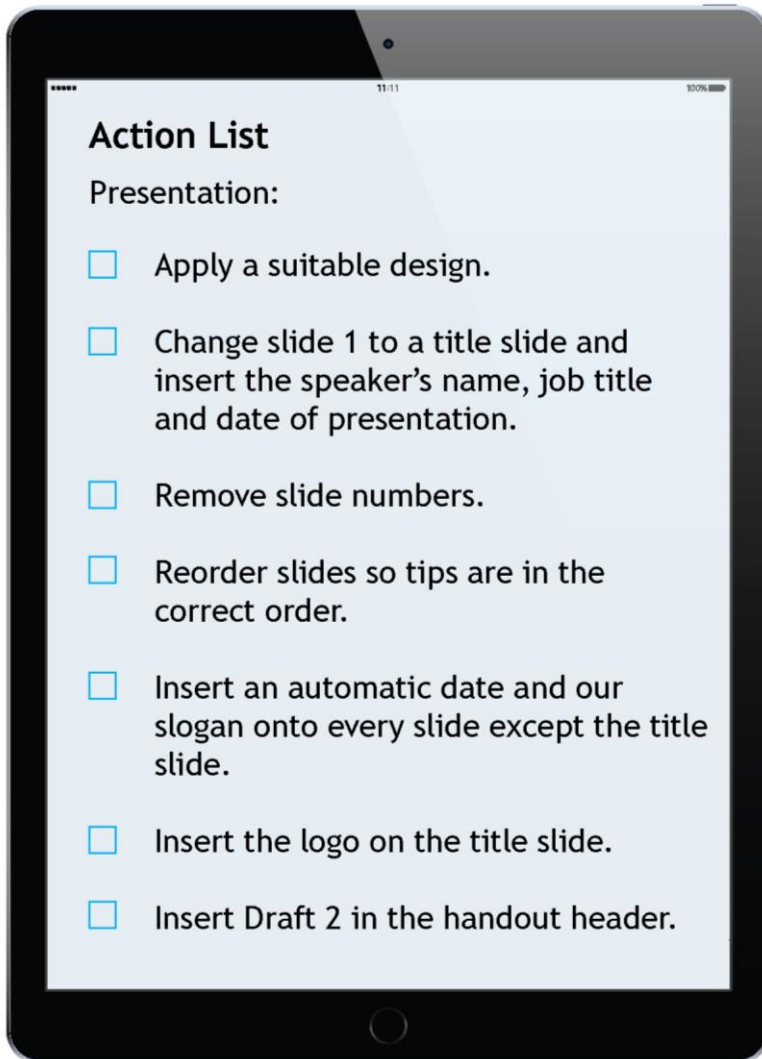 11:11
100%
Action List
Presentation:
Apply a suitable design.
Change slide 1 to a title slide and
insert the speaker’s name, job title
and date of presentation.
Remove slide numbers.
Reorder slides so tips are in the
correct order.
Insert an automatic date and our
slogan onto every slide except the title
slide.
Insert the logo on the title slide.
Insert Draft 2 in the handout header.